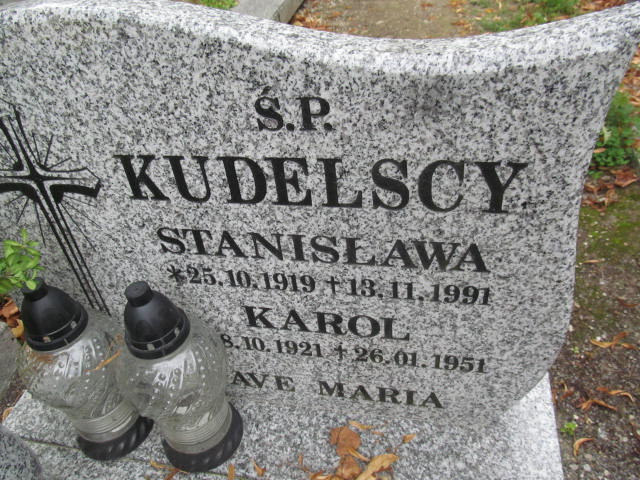 Ś.P.
KUDELSCY
STANISŁAWA
*25.10.1919 †13.11.1991
KAROL
8.10.1921 † 26.01.1951
AVE MARIA